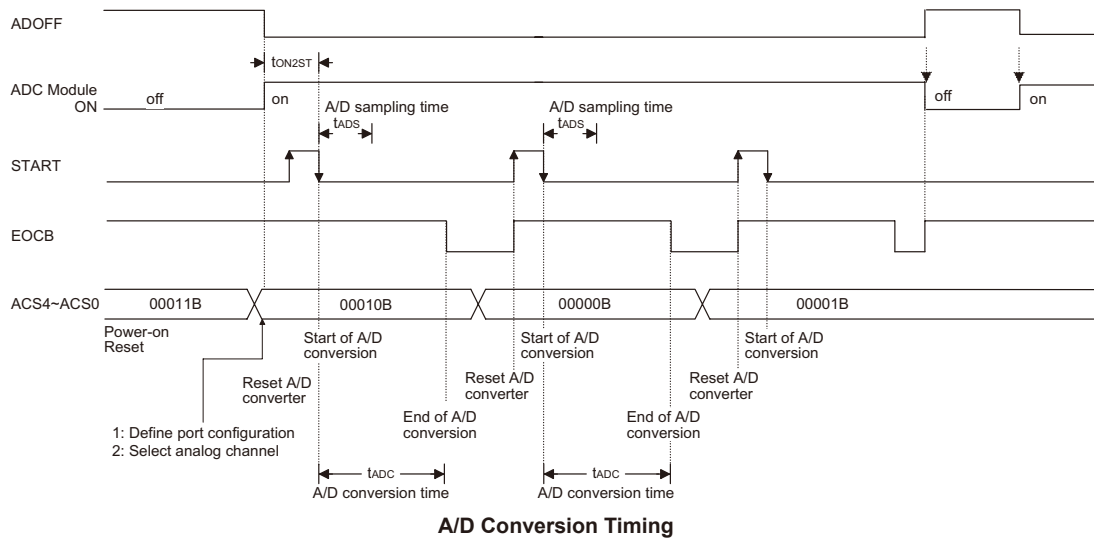 ADOFF
tON2ST
ADC Module
ON
off
on
off
on
A/D sampling time
tADS
A/D sampling time
tADS
START
EOCB
ACS4~ACS0
00011B
00010B
00000B
00001B
Power-on
Reset
Start of A/D
conversion
Start of A/D
conversion
Start of A/D
conversion
Reset A/D
converter
Reset A/D
converter
Reset A/D
converter
End of A/D
conversion
End of A/D
conversion
1: Define port configuration
2: Select analog channel
tADC
A/D conversion time
tADC
A/D conversion time
A/D Conversion Timing